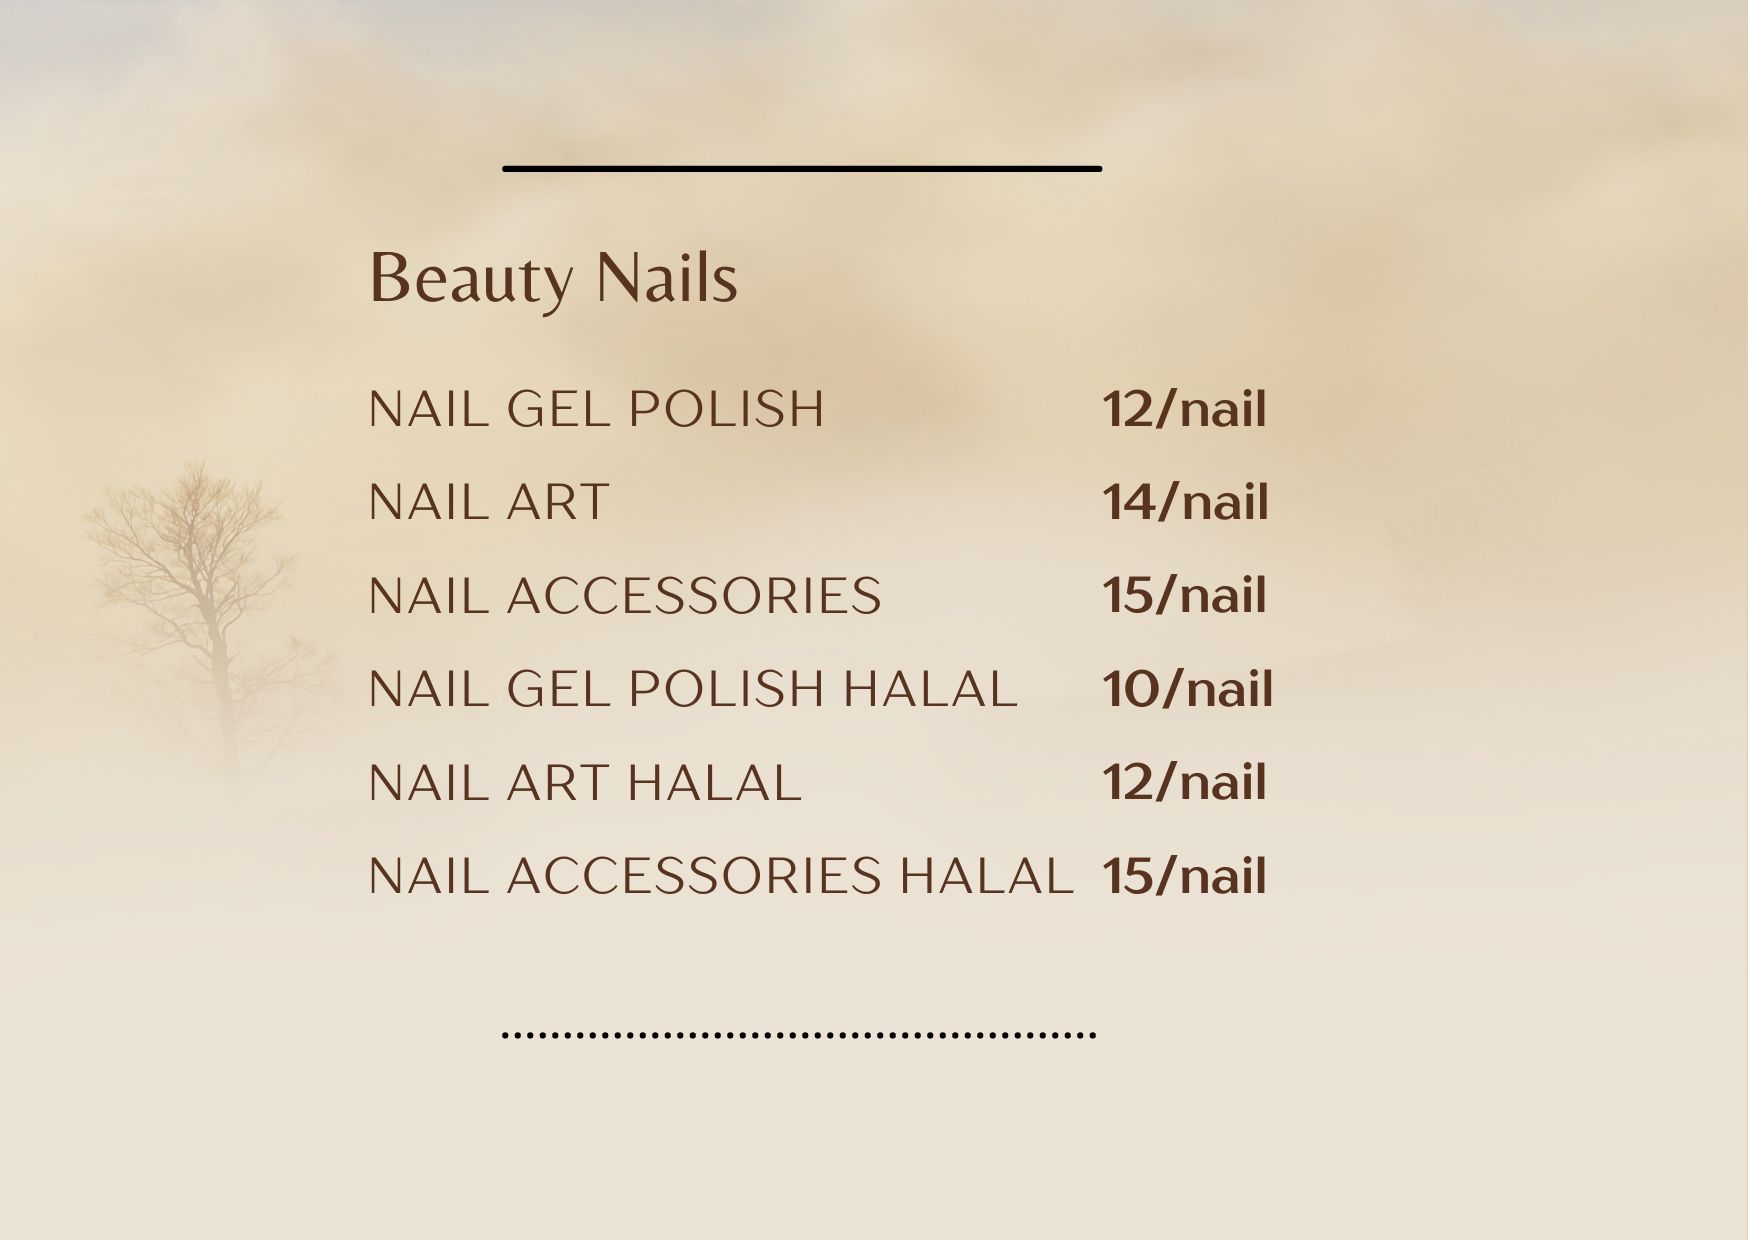 Beauty Nails
NAIL GEL POLISH 12/nail
NAIL ART 14/nail
NAIL ACCESSORIES 15/nail
NAIL GEL POLISH HALAL 10/nail
NAIL ART HALAL 12/nail
NAIL ACCESSORIES HALAL 15/nail